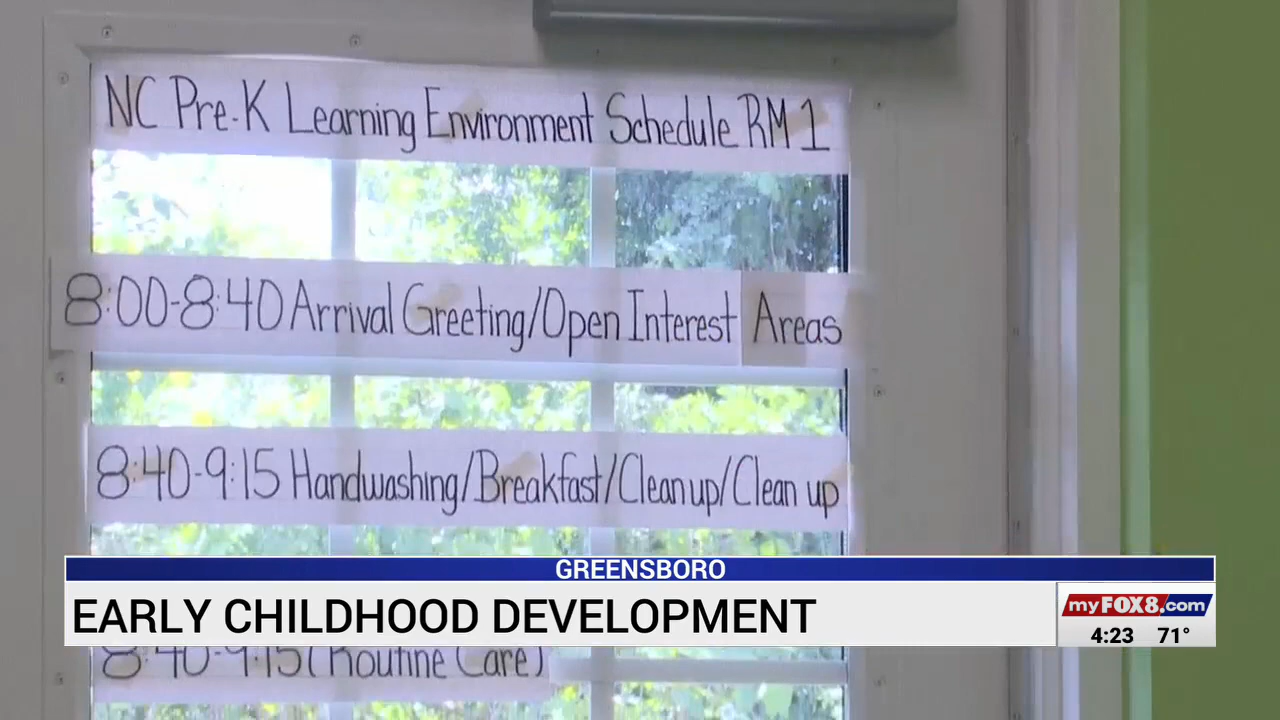 NC Pre-K Learning Environment Schedule RM 1
8:00-8:40 Arrival Greeting/Open Interest Areas
8:40-9:15 Handwashing/Breakfast/Cleanup/Clean up
GREENSBORO
EARLY CHILDHOOD DEVELOPMENT
myFOX8.com
4:23 71°
8:40-9:15 (Routine Care)